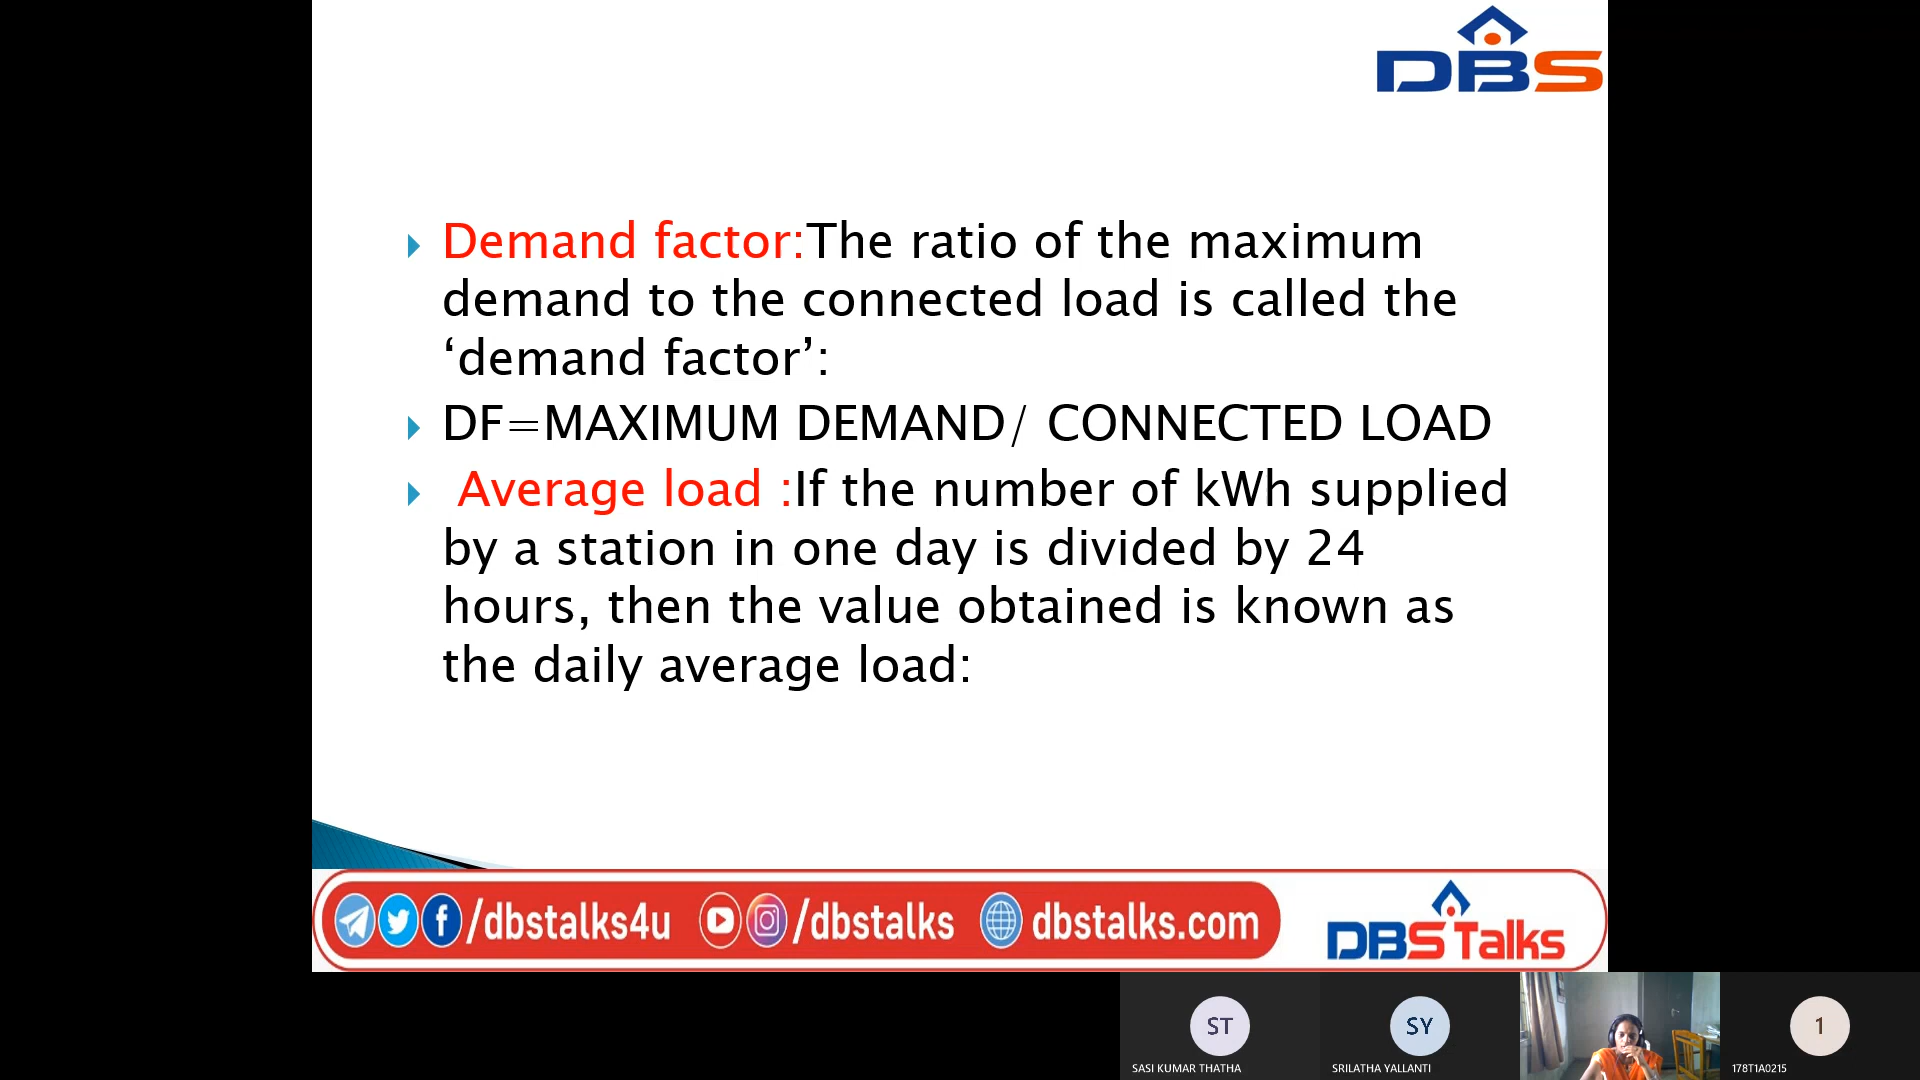 DBS
Demand factor:The ratio of the maximum
demand to the connected load is called the
‘demand factor’:
DF=MAXIMUM DEMAND/ CONNECTED LOAD
Average load :If the number of kWh supplied
by a station in one day is divided by 24
hours, then the value obtained is known as
the daily average load:
/dbstalks4u /dbstalks dbstalks.com DBS Talks
ST SY 1
SASI KUMAR THATHA SRILATHA YALLANTI 178T1A0215